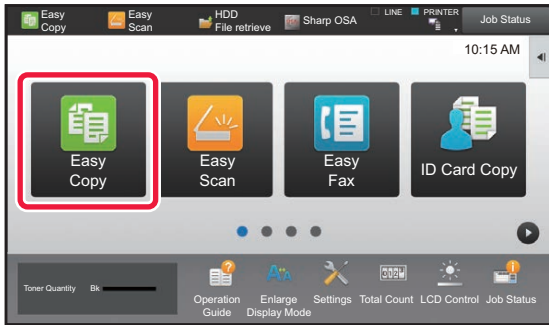 Easy
Copy
Easy
Scan
HDD
File retrieve
Sharp OSA
LINE
PRINTER
Job Status
10:15 AM
Easy
Copy
Easy
Scan
Easy
Fax
ID Card Copy
Toner Quantity Bk
Operation
Guide
Enlarge
Display Mode
Settings
Total Count
LCD Control
Job Status